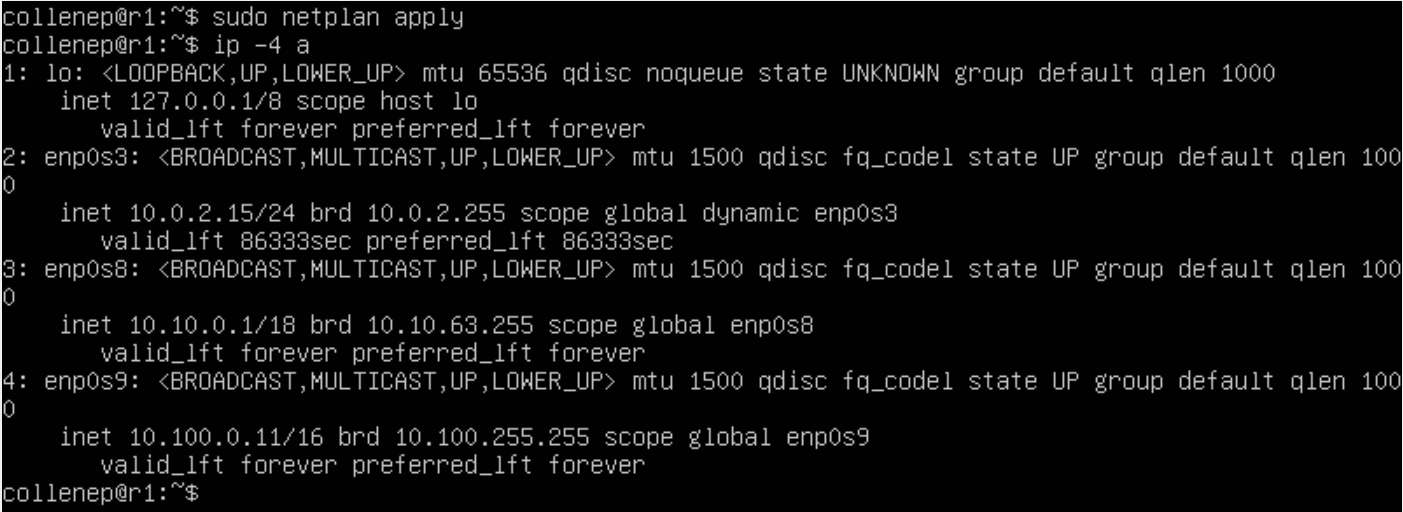 collenep@r1:~$ sudo netplan apply
collenep@r1:~$ ip -4 a
1: lo: <LOOPBACK,UP,LOWER_UP> mtu 65536 qdisc noqueue state UNKNOWN group default qlen 1000
    inet 127.0.0.1/8 scope host lo
       valid_lft forever preferred_lft forever
2: enp0s3: <BROADCAST,MULTICAST,UP,LOWER_UP> mtu 1500 qdisc fq_codel state UP group default qlen 100
0
    inet 10.0.2.15/24 brd 10.0.2.255 scope global dynamic enp0s3
       valid_lft 86333sec preferred_lft 86333sec
3: enp0s8: <BROADCAST,MULTICAST,UP,LOWER_UP> mtu 1500 qdisc fq_codel state UP group default qlen 100
0
    inet 10.10.0.1/18 brd 10.10.63.255 scope global enp0s8
       valid_lft forever preferred_lft forever
4: enp0s9: <BROADCAST,MULTICAST,UP,LOWER_UP> mtu 1500 qdisc fq_codel state UP group default qlen 100
0
    inet 10.100.0.11/16 brd 10.100.255.255 scope global enp0s9
       valid_lft forever preferred_lft forever
collenep@r1:~$